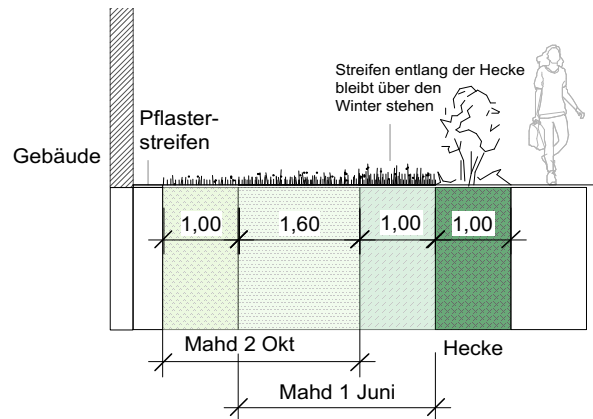 Streifen entlang der Hecke
bleibt über den
Winter stehen
Pflaster-
streifen
Gebäude
1,00
1,60
1,00
1,00
Mahd 2 Okt
Hecke
Mahd 1 Juni